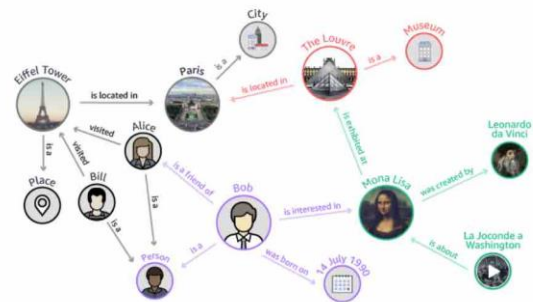 City
is a
The Louvre
is a
Museum
Eiffel Tower
is located in
Paris
is located in
visited
Alice
is a
visited
is exhibited at
Leonardo
da Vinci
Place
Bill
is a friend of
Bob
was created by
is a
is a
is interested in
Mona Lisa
is about
La Joconde a
Washington
Person
is a
was born on
14 July 1990